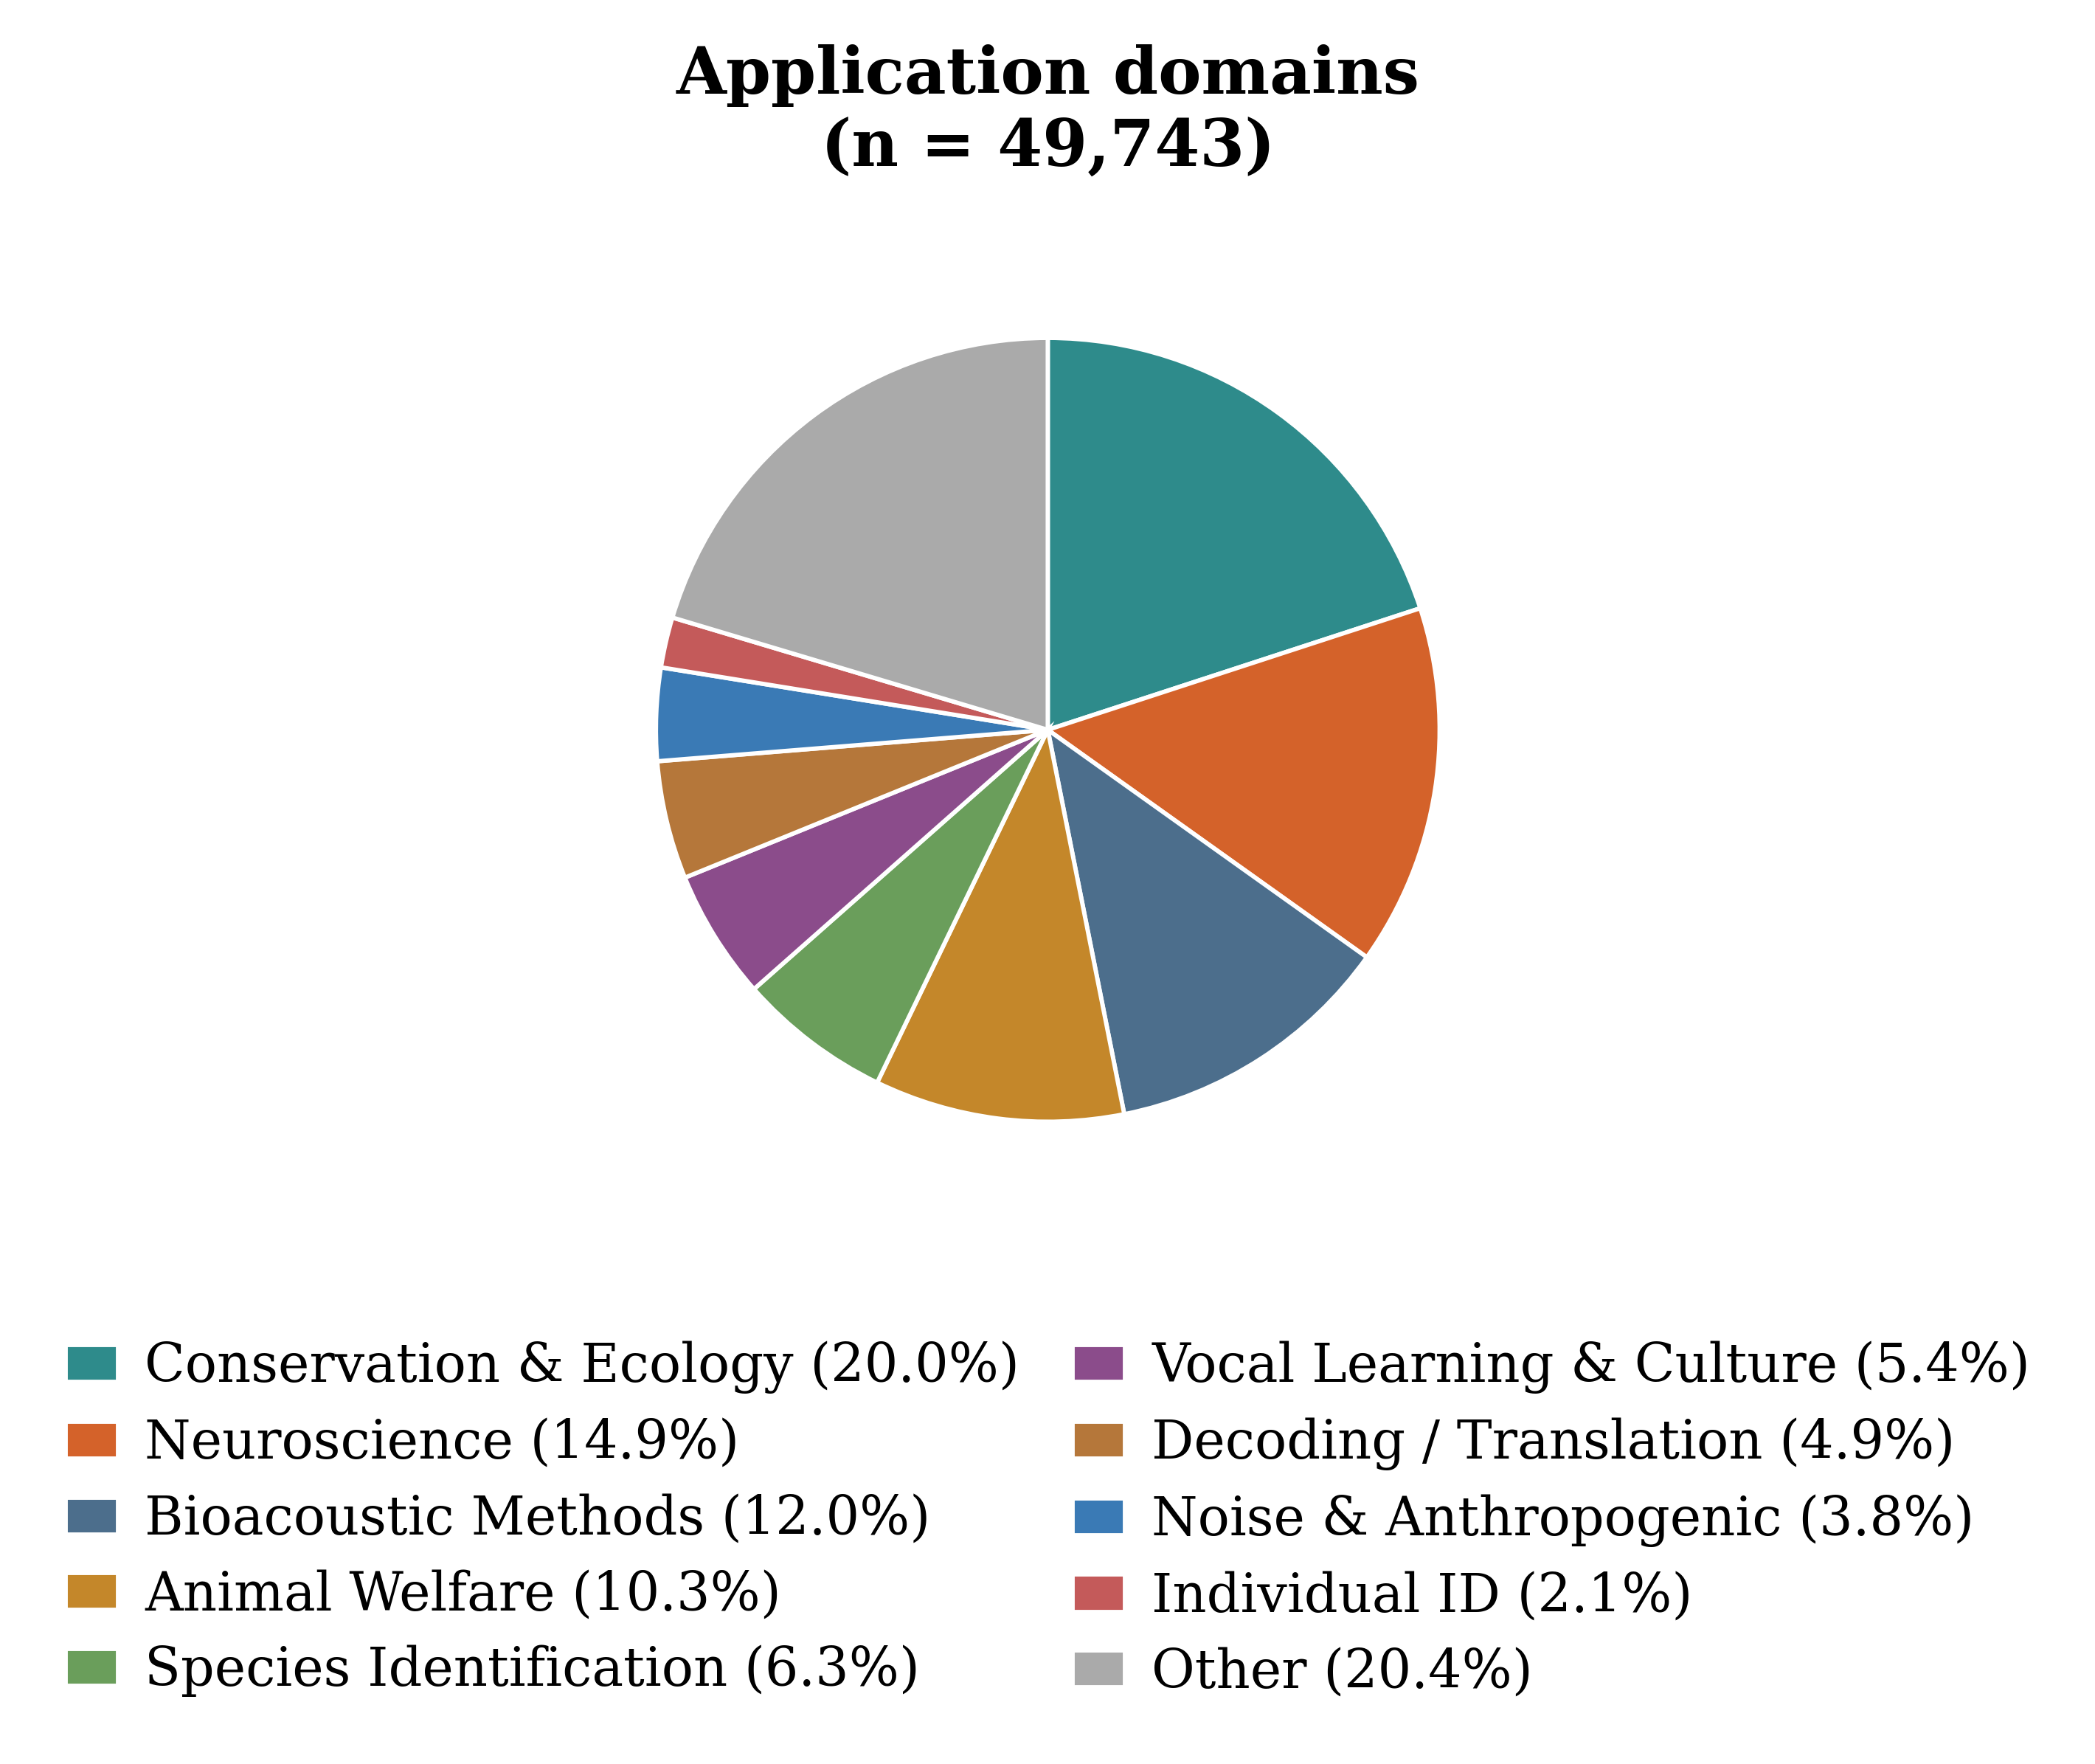 Application domains
(n = 49,743)
Conservation & Ecology (20.0%)
Neuroscience (14.9%)
Bioacoustic Methods (12.0%)
Animal Welfare (10.3%)
Species Identification (6.3%)
Vocal Learning & Culture (5.4%)
Decoding / Translation (4.9%)
Noise & Anthropogenic (3.8%)
Individual ID (2.1%)
Other (20.4%)